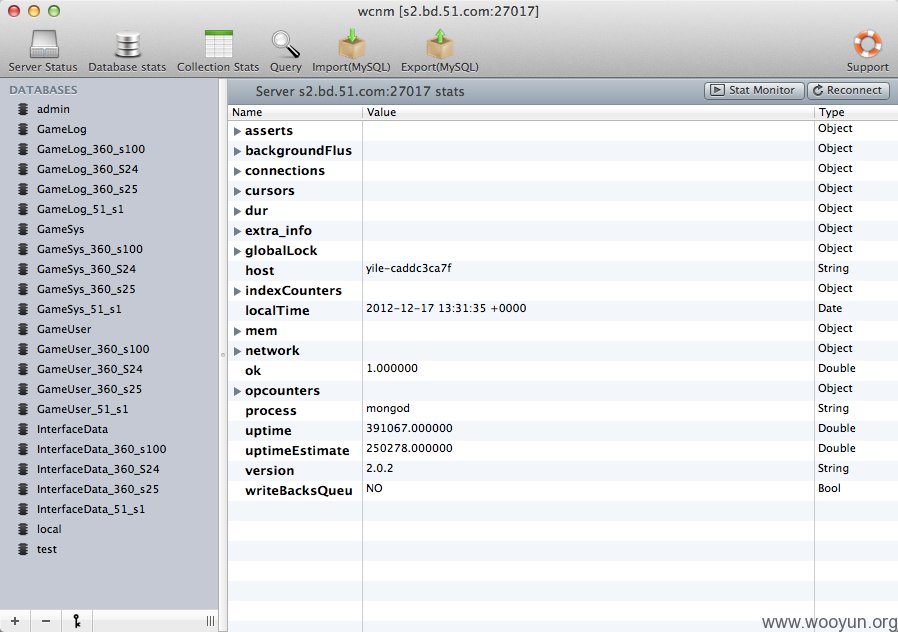 wcnm [s2.bd.51.com:27017]
Server Status Database stats Collection Stats Query Import(MySQL) Export(MySQL) Support
DATABASES
admin
GameLog
GameLog_360_s100
GameLog_360_S24
GameLog_360_s25
GameLog_51_s1
GameSys
GameSys_360_s100
GameSys_360_S24
GameSys_360_s25
GameSys_51_s1
GameUser
GameUser_360_s100
GameUser_360_S24
GameUser_360_s25
GameUser_51_s1
InterfaceData
InterfaceData_360_s100
InterfaceData_360_S24
InterfaceData_360_s25
InterfaceData_51_s1
local
test
Server s2.bd.51.com:27017 stats Stat Monitor Reconnect
Name Value Type
asserts Object
backgroundFlus Object
connections Object
cursors Object
dur Object
extra_info Object
globalLock Object
host yile-caddc3ca7f String
indexCounters Object
localTime 2012-12-17 13:31:35 +0000 Date
mem Object
network Object
ok 1.000000 Double
opcounters Object
process mongod String
uptime 391067.000000 Double
uptimeEstimate 250278.000000 Double
version 2.0.2 String
writeBacksQueu NO Bool
www.wooyun.org